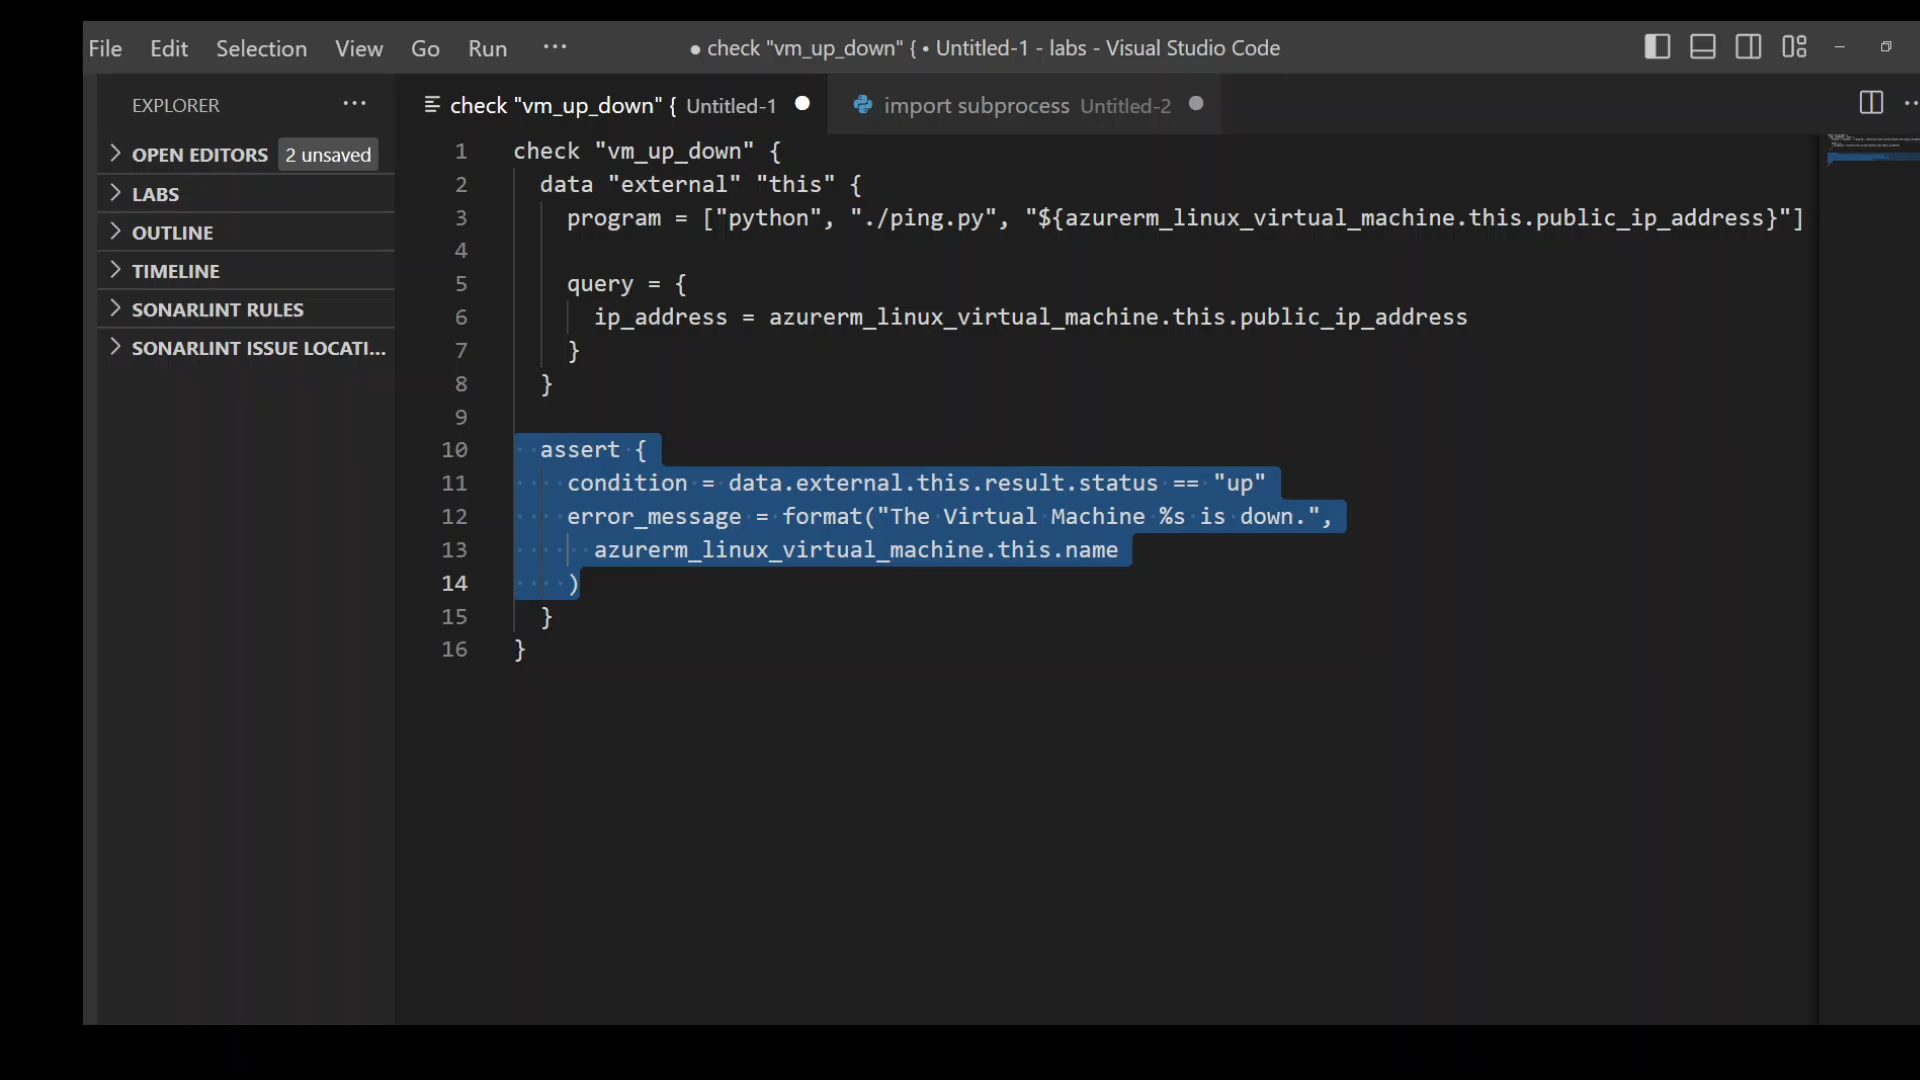 File Edit Selection View Go Run ··· ● check "vm_up_down" { • Untitled-1 - labs - Visual Studio Code
EXPLORER ···
check "vm_up_down" { Untitled-1 ●
import subprocess Untitled-2 ●
OPEN EDITORS 2 unsaved
LABS
OUTLINE
TIMELINE
SONARLINT RULES
SONARLINT ISSUE LOCATI...
1 check "vm_up_down" {
2   data "external" "this" {
3     program = ["python", "./ping.py", "${azurerm_linux_virtual_machine.this.public_ip_address}"]
4
5     query = {
6       ip_address = azurerm_linux_virtual_machine.this.public_ip_address
7     }
8   }
9
10   assert {
11     condition = data.external.this.result.status == "up"
12     error_message = format("The Virtual Machine %s is down.",
13       azurerm_linux_virtual_machine.this.name
14     )
15   }
16 }